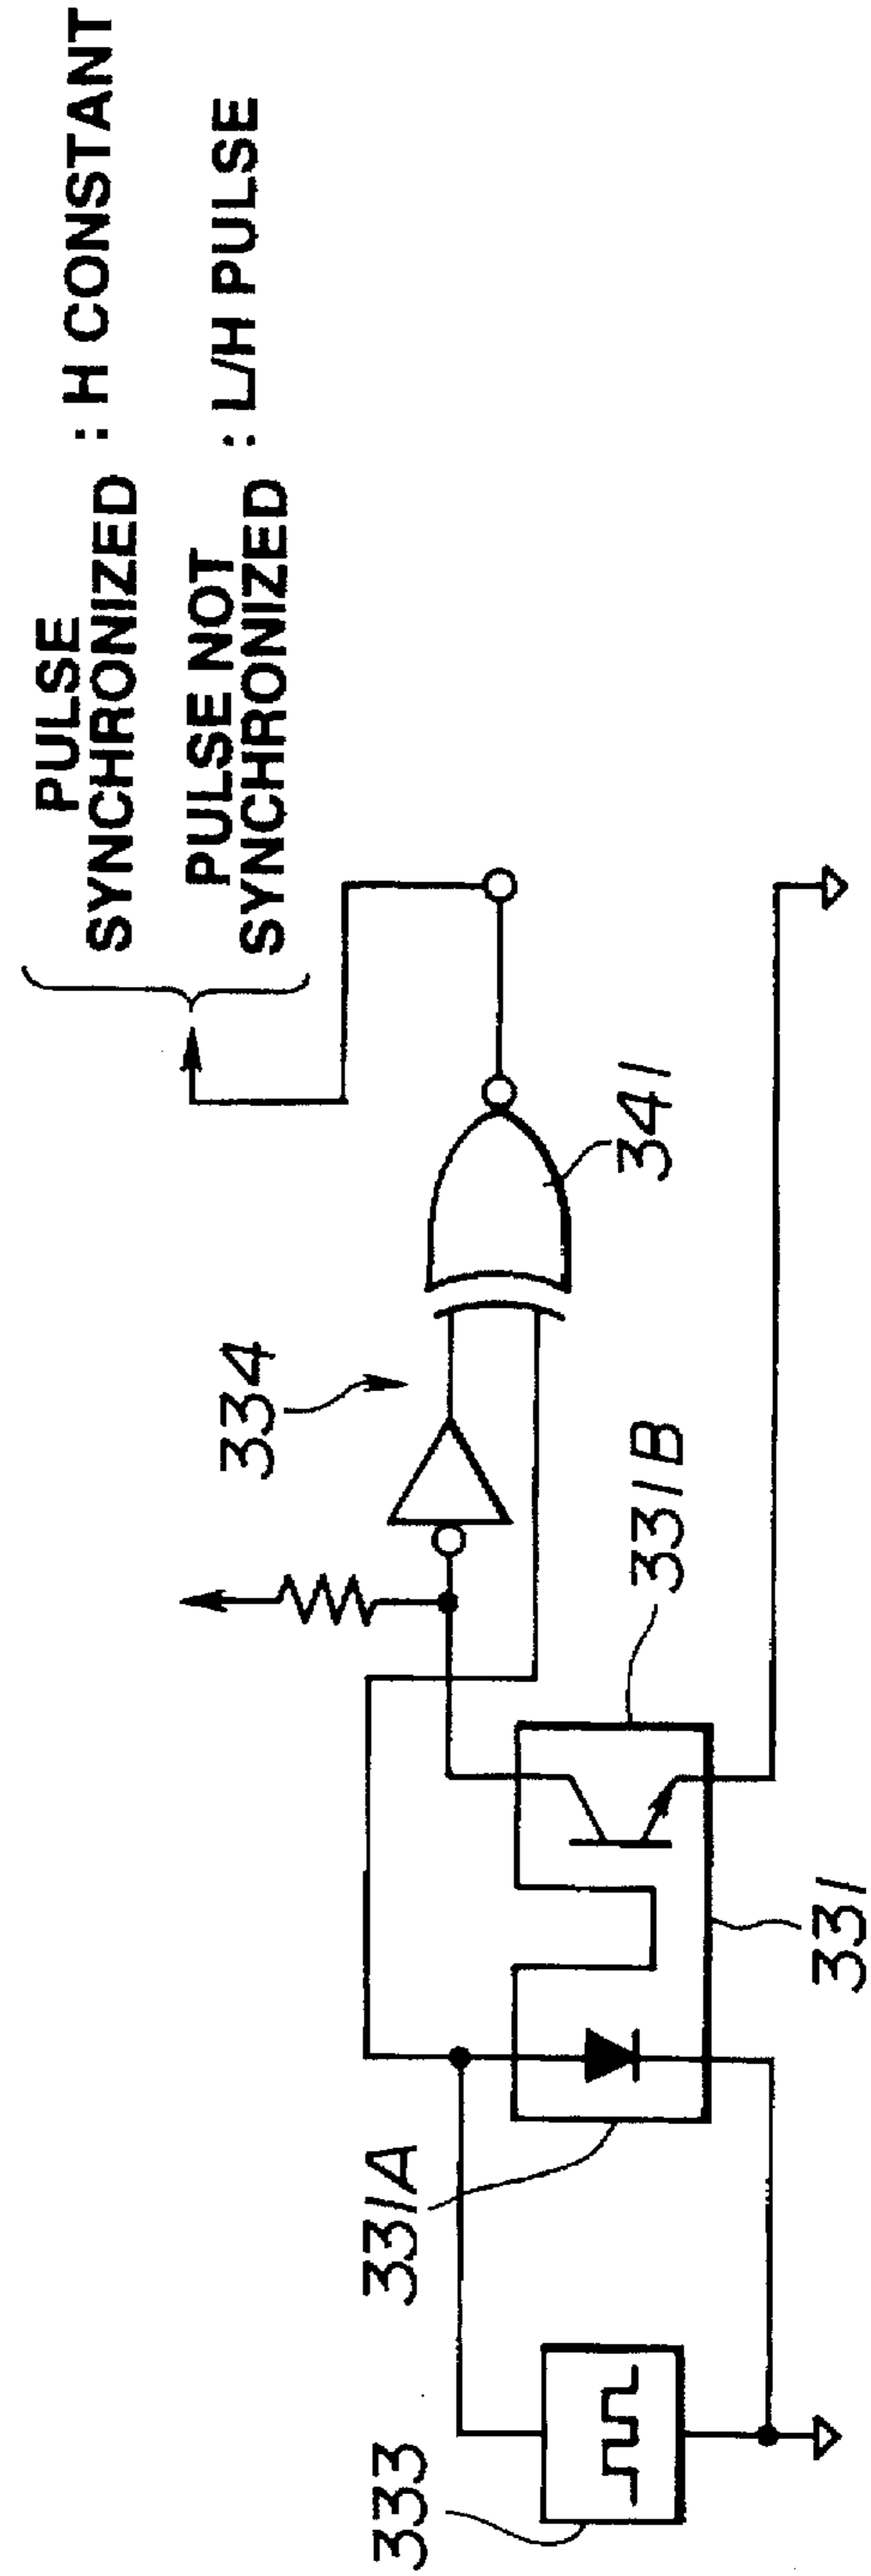 PULSE
SYNCHRONIZED : H CONSTANT
PULSE NOT
SYNCHRONIZED : L/H PULSE
334
341
331B
331A
331
333